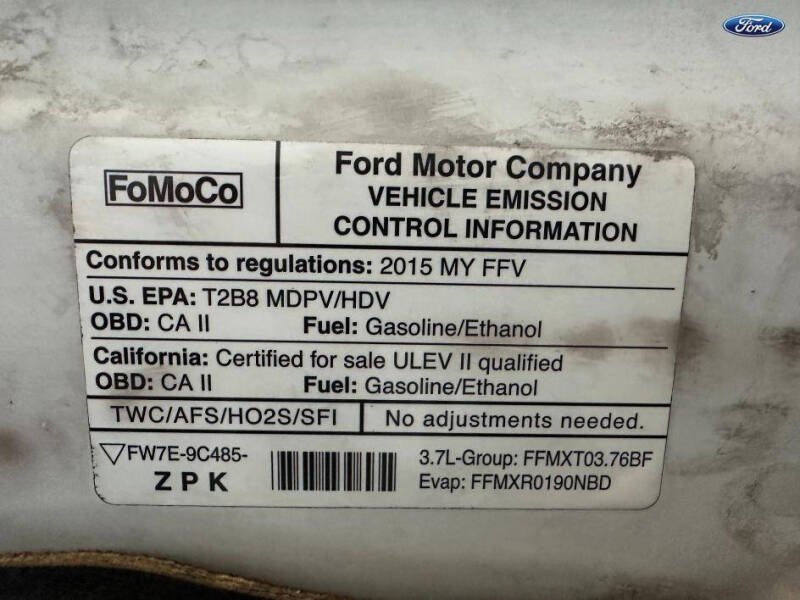 Ford
FoMoCo
Ford Motor Company
VEHICLE EMISSION
CONTROL INFORMATION
Conforms to regulations: 2015 MY FFV
U.S. EPA: T2B8 MDPV/HDV
OBD: CA II Fuel: Gasoline/Ethanol
California: Certified for sale ULEV II qualified
OBD: CA II Fuel: Gasoline/Ethanol
TWC/AFS/HO2S/SFI No adjustments needed.
FW7E-9C485- 3.7L-Group: FFMXT03.76BF
Z P K Evap: FFMXR0190NBD